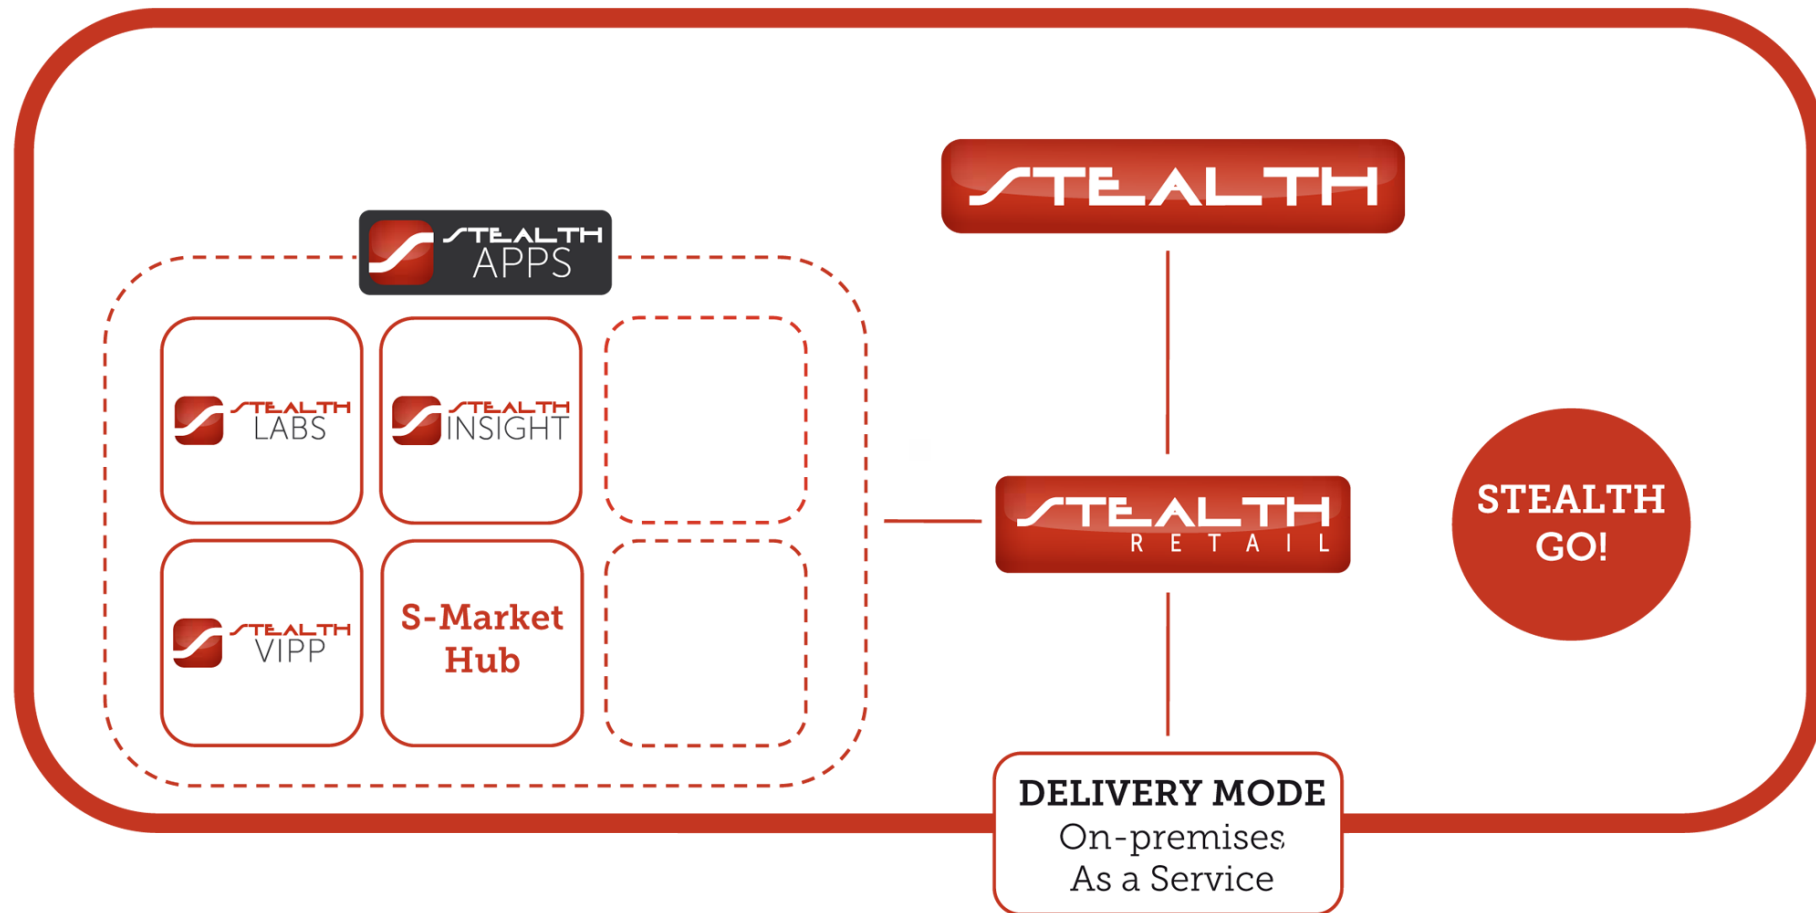 STEALTH
STEALTH
APPS
STEALTH
LABS
STEALTH
INSIGHT
STEALTH
VIPP
S-Market
Hub
STEALTH
RETAIL
STEALTH
GO!
DELIVERY MODE
On-premises
As a Service